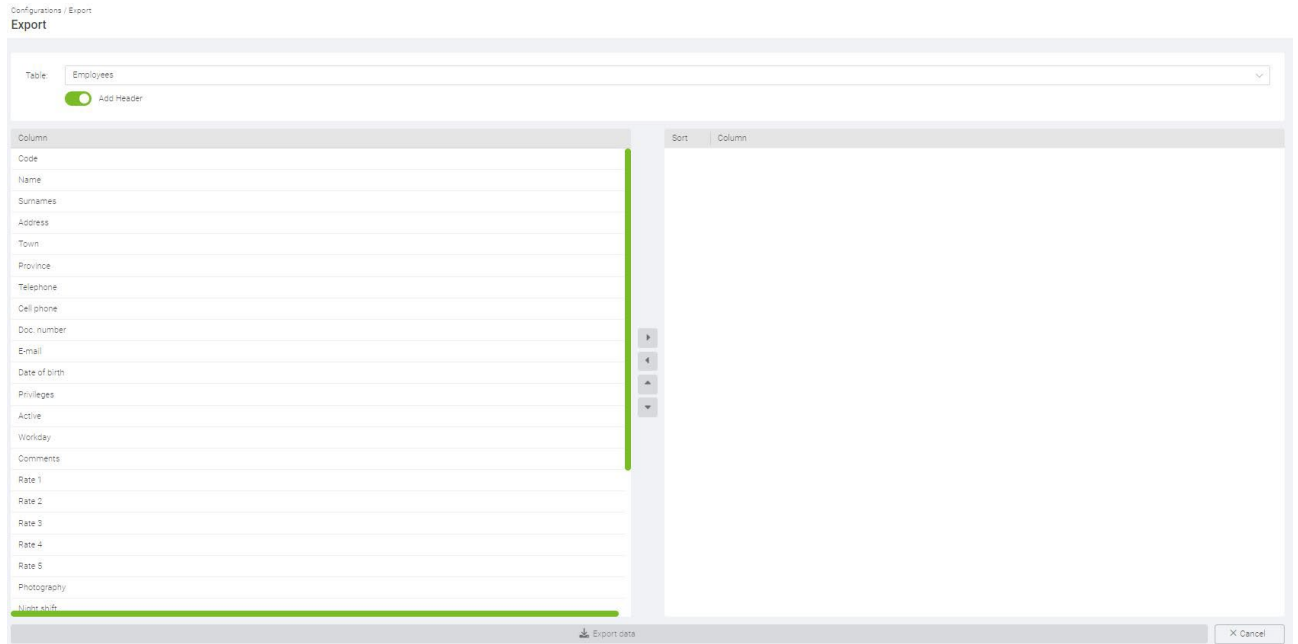 Configurations / Export
Export
Table: Employees
Add Header
Column
Code
Name
Surnames
Address
Town
Province
Telephone
Cell phone
Doc. number
E-mail
Date of birth
Privileges
Active
Workday
Comments
Rate 1
Rate 2
Rate 3
Rate 4
Rate 5
Photography
Night shift
Sort Column
Export data
Cancel